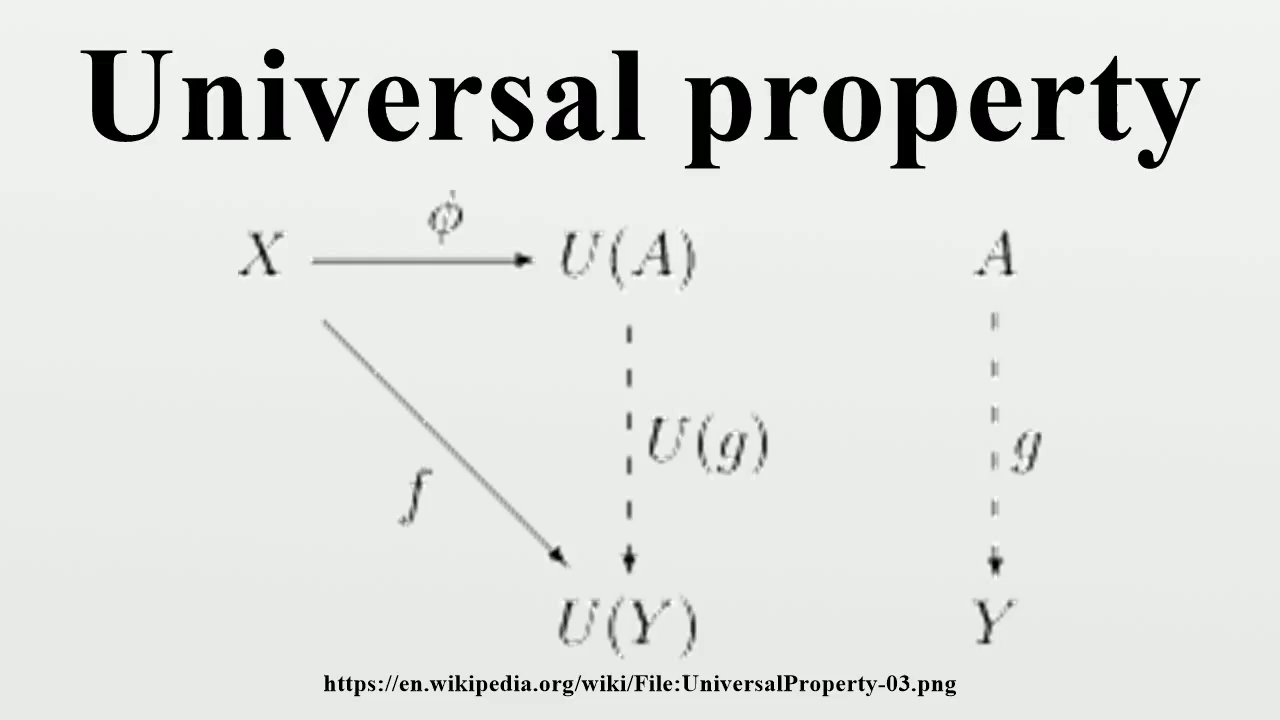 Universal property
X ϕ U(A) A
U(g) g
f
U(Y) Y
https://en.wikipedia.org/wiki/File:UniversalProperty-03.png